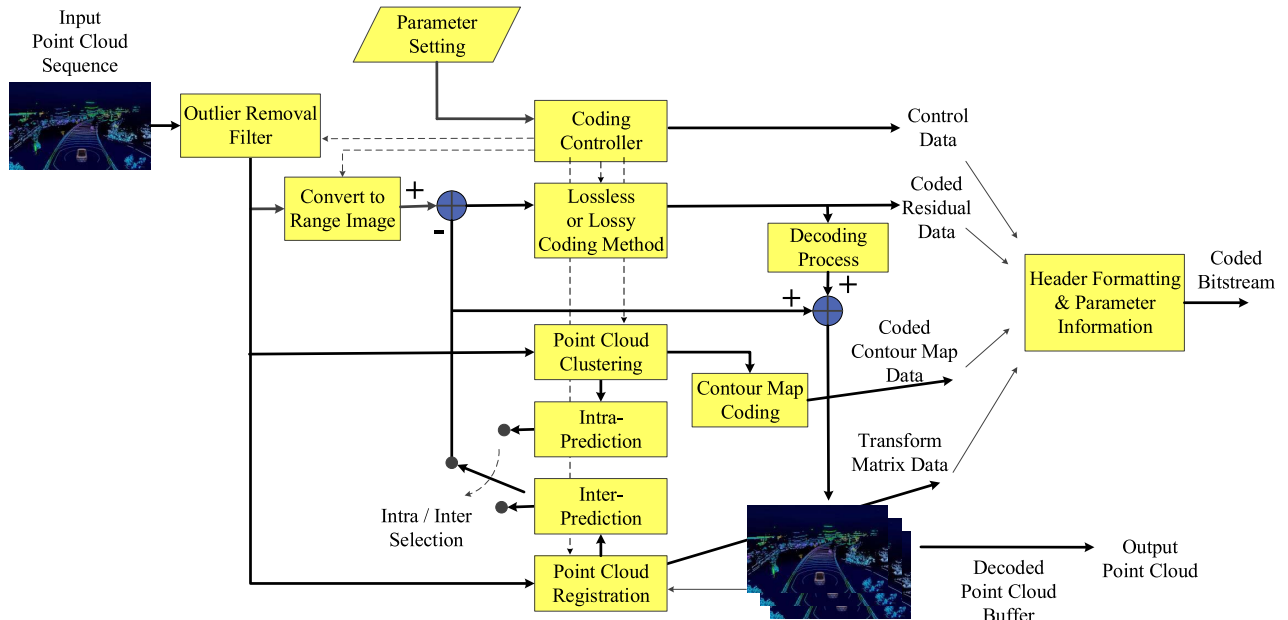 Input
Point Cloud
Sequence
Parameter
Setting
Outlier Removal
Filter
Coding
Controller
Control
Data
Convert to
Range Image
+
-
Lossless
or Lossy
Coding Method
Coded
Residual
Data
Decoding
Process
+
+
Header Formatting
& Parameter
Information
Coded
Bitstream
Point Cloud
Clustering
Contour Map
Coding
Coded
Contour Map
Data
Intra-
Prediction
Inter-
Prediction
Intra / Inter
Selection
Transform
Matrix Data
Point Cloud
Registration
Decoded
Point Cloud
Buffer
Output
Point Cloud